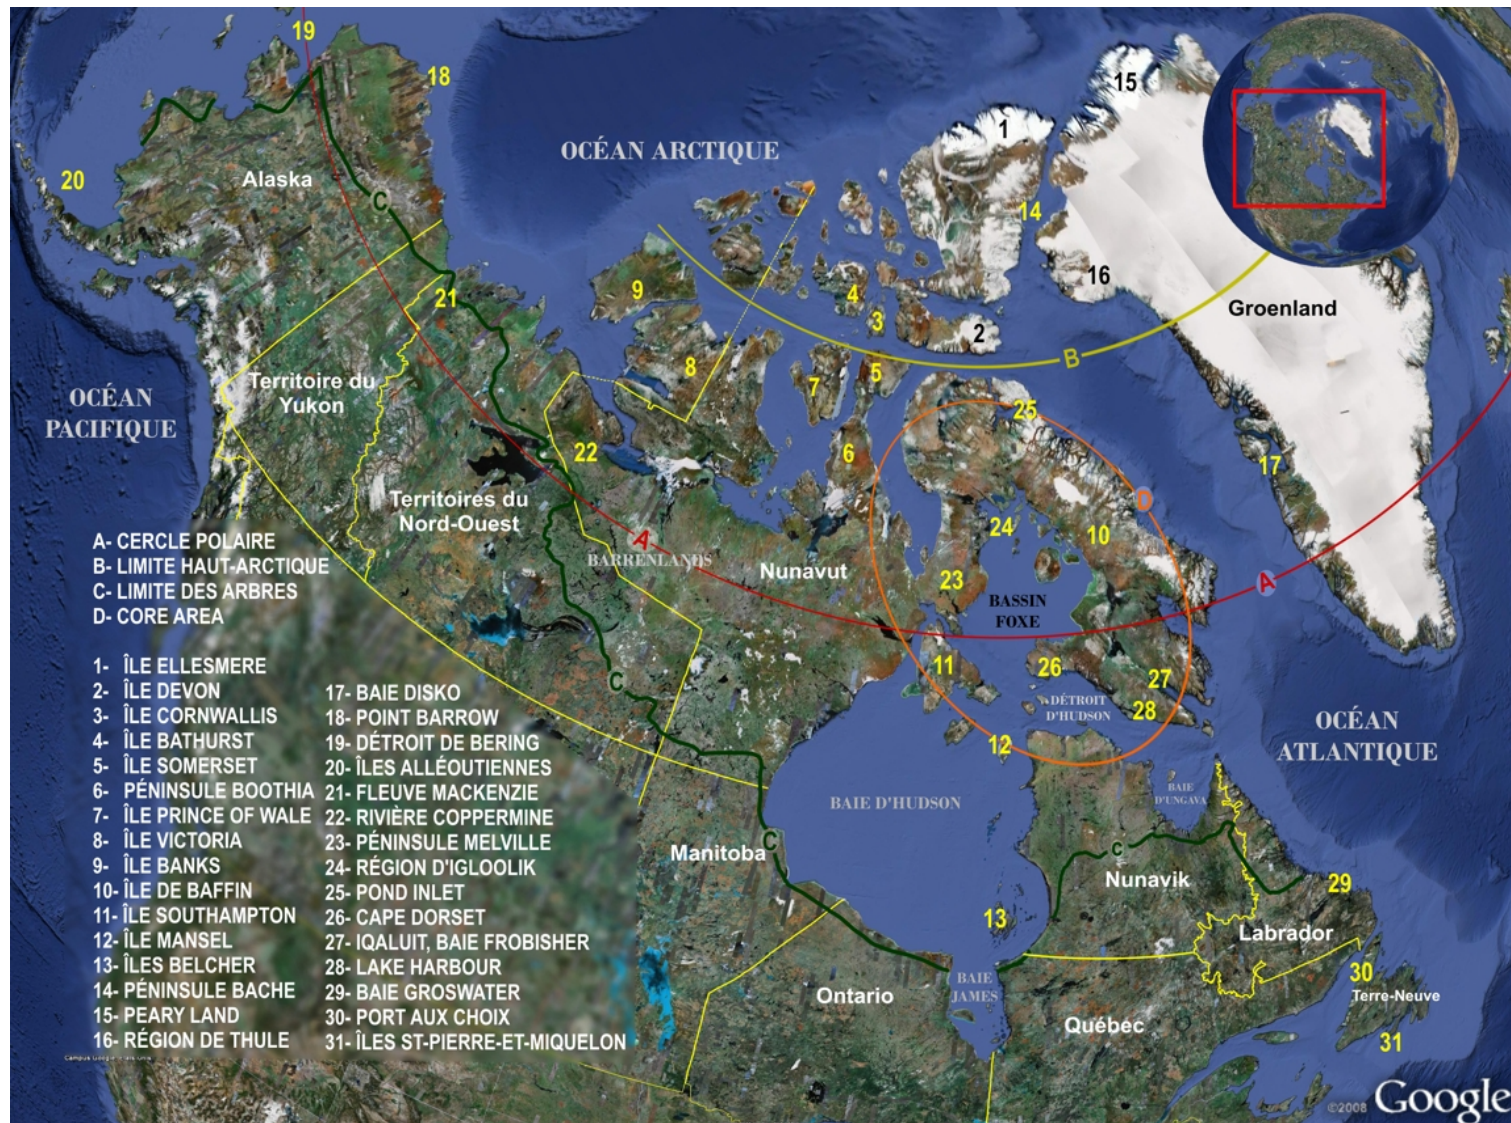 19
18
15
1
OCÉAN ARCTIQUE
Alaska
20
C
14
16
21
9
4
3
2
Groenland
B
8
7
5
Territoire du
Yukon
OCÉAN
PACIFIQUE
25
22
6
17
Territoires du
Nord-Ouest
D
24
10
A
BARRENLANDS
Nunavut
23
BASSIN
FOXE
A
A- CERCLE POLAIRE
B- LIMITE HAUT-ARCTIQUE
C- LIMITE DES ARBRES
D- CORE AREA
11
26
27
28
DÉTROIT
D'HUDSON
C
12
OCÉAN
ATLANTIQUE
BAIE D'HUDSON
BAIE
D'UNGAVA
Manitoba
C
C
Nunavik
29
13
Labrador
30
Terre-Neuve
Ontario
BAIE
JAMES
Québec
31
1- ÎLE ELLESMERE
2- ÎLE DEVON
3- ÎLE CORNWALLIS
4- ÎLE BATHURST
5- ÎLE SOMERSET
6- PÉNINSULE BOOTHIA
7- ÎLE PRINCE OF WALE
8- ÎLE VICTORIA
9- ÎLE BANKS
10- ÎLE DE BAFFIN
11- ÎLE SOUTHAMPTON
12- ÎLE MANSEL
13- ÎLES BELCHER
14- PÉNINSULE BACHE
15- PEARY LAND
16- RÉGION DE THULE
17- BAIE DISKO
18- POINT BARROW
19- DÉTROIT DE BERING
20- ÎLES ALLÉOUTIENNES
21- FLEUVE MACKENZIE
22- RIVIÈRE COPPERMINE
23- PÉNINSULE MELVILLE
24- RÉGION D'IGLOOLIK
25- POND INLET
26- CAPE DORSET
27- IQALUIT, BAIE FROBISHER
28- LAKE HARBOUR
29- BAIE GROSWATER
30- PORT AUX CHOIX
31- ÎLES ST-PIERRE-ET-MIQUELON
©2008 Google